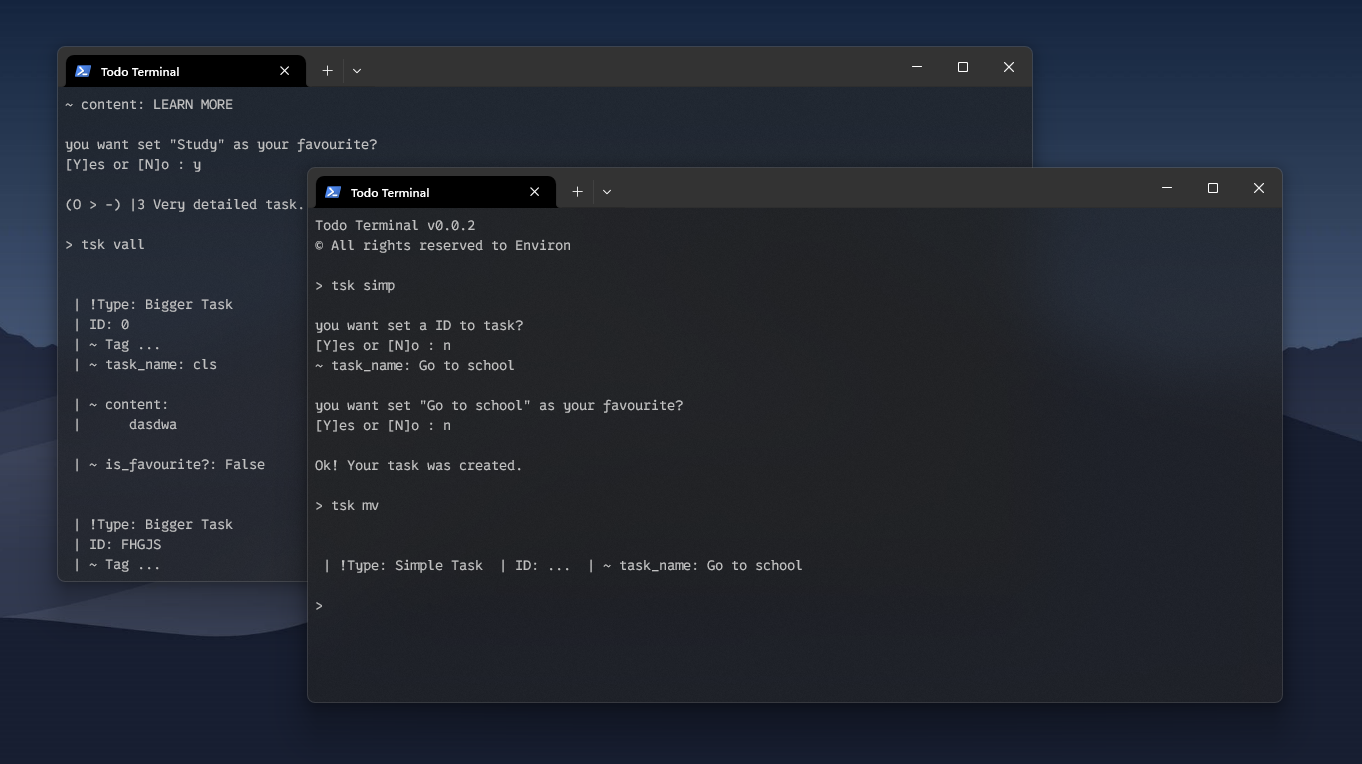 Todo Terminal
~ content: LEARN MORE
you want set "Study" as your favourite?
[Y]es or [N]o : y
(O > -) |3 Very detailed task.
> tsk vall
| !Type: Bigger Task
| ID: 0
| ~ Tag ...
| ~ task_name: cls
| ~ content:
| dasdwa
| ~ is_favourite?: False
| !Type: Bigger Task
| ID: FHGJS
| ~ Tag ...
Todo Terminal
Todo Terminal v0.0.2
© All rights reserved to Environ
> tsk simp
you want set a ID to task?
[Y]es or [N]o : n
~ task_name: Go to school
you want set "Go to school" as your favourite?
[Y]es or [N]o : n
Ok! Your task was created.
> tsk mv
| !Type: Simple Task | ID: ... | ~ task_name: Go to school
>